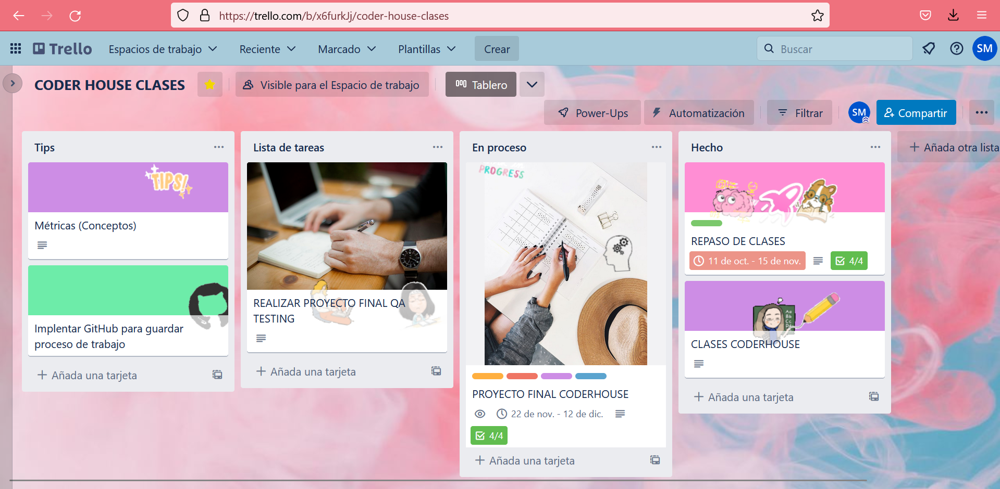 https://trello.com/b/x6furkJj/coder-house-clases
Trello
Espacios de trabajo
Reciente
Marcado
Plantillas
Crear
Buscar
SM
CODER HOUSE CLASES
Visible para el Espacio de trabajo
Tablero
Power-Ups
Automatización
Filtrar
SM
Compartir
Tips
TIPS!
Métricas (Conceptos)
Implentar GitHub para guardar
proceso de trabajo
Añada una tarjeta
Lista de tareas
REALIZAR PROYECTO FINAL QA
TESTING
Añada una tarjeta
En proceso
PROGRESS
PROYECTO FINAL CODERHOUSE
22 de nov. - 12 de dic.
4/4
Añada una tarjeta
Hecho
REPASO DE CLASES
11 de oct. - 15 de nov.
4/4
CLASES CODERHOUSE
Añada una tarjeta
Añada otra lista